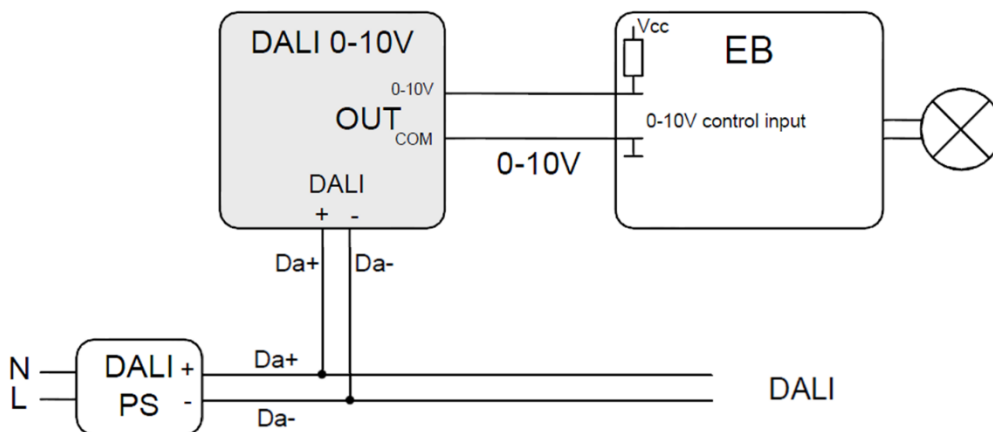 DALI 0-10V
0-10V
OUT
COM
DALI
+ -
Vcc
EB
0-10V control input
0-10V
Da+ Da-
N
L
DALI +
PS -
Da+
Da-
DALI